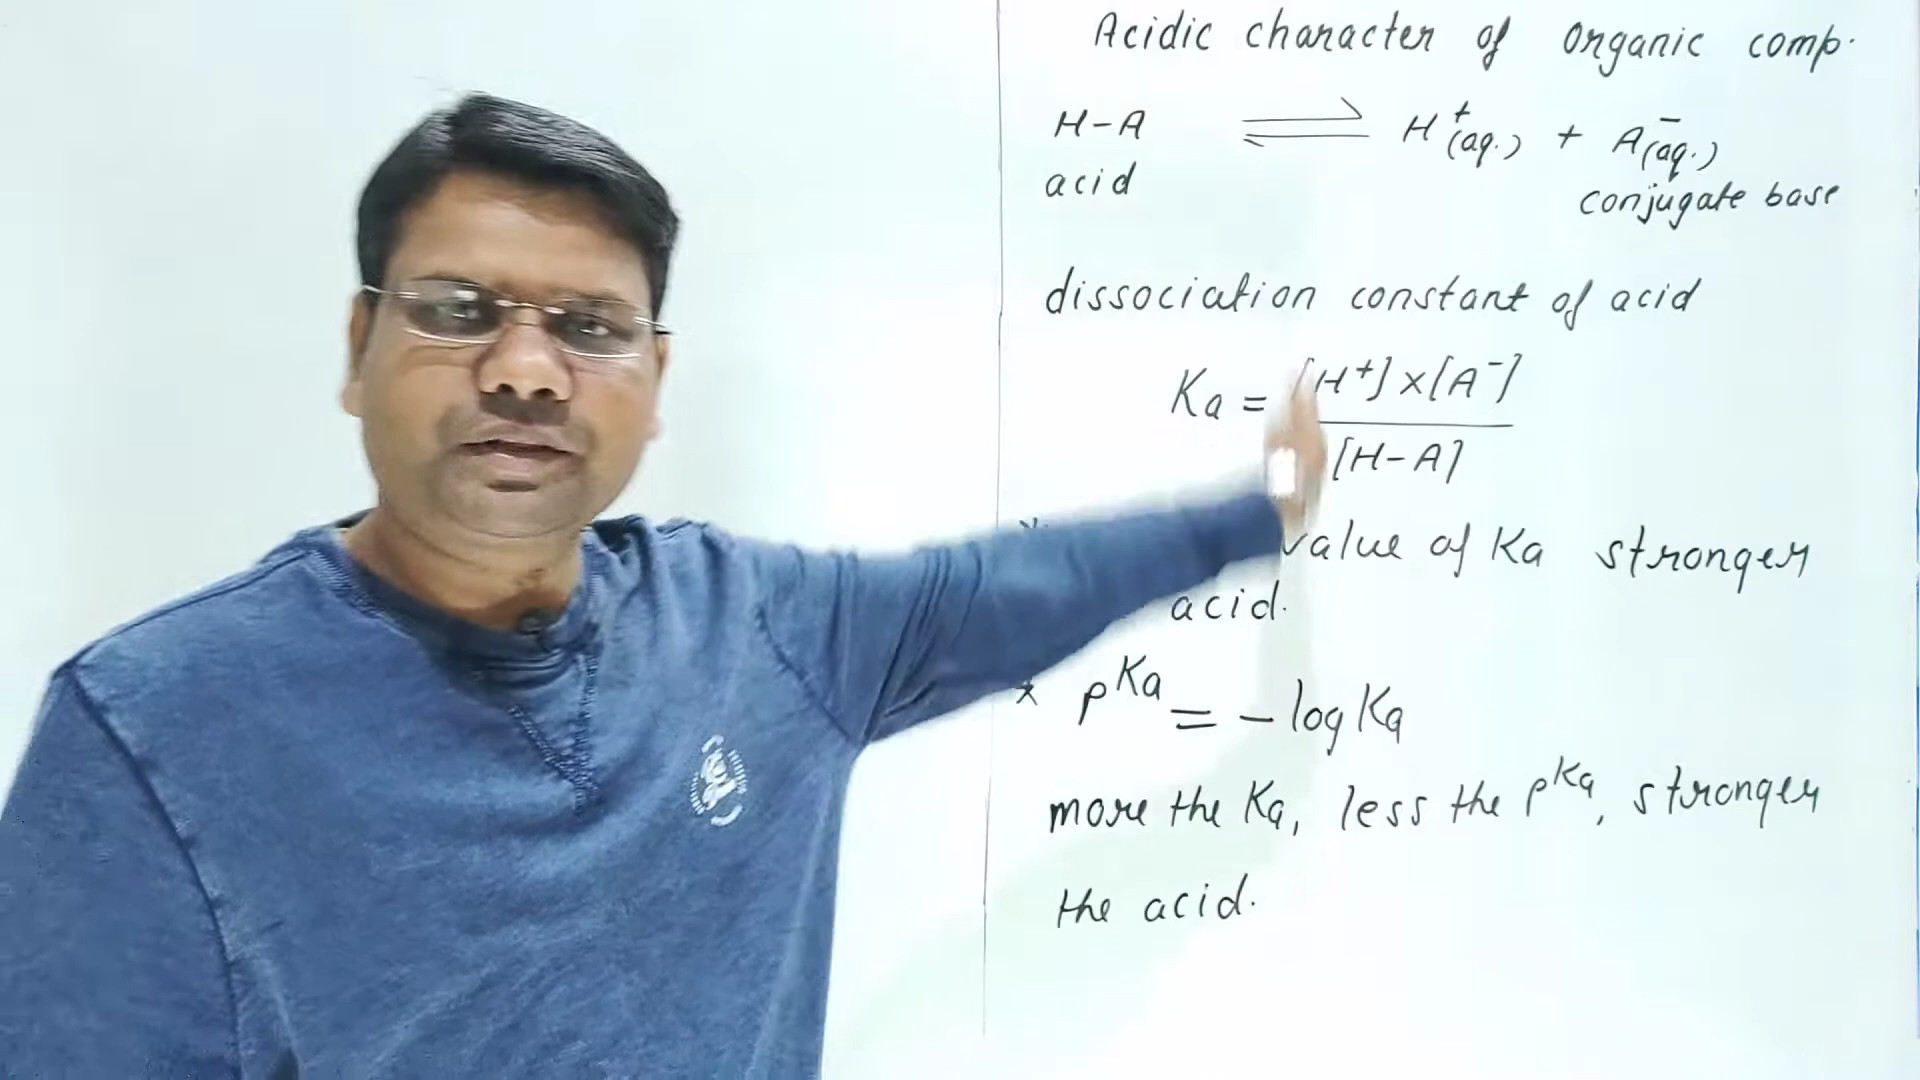 Acidic character of organic comp.
H-A ⇌ H⁺(aq.) + A⁻(aq.)
acid conjugate base
dissociation constant of acid
Ka = [H⁺]×[A⁻]
[H-A]
value of Ka stronger
acid.
* pKa = - log Ka
more the Ka, less the pKa, stronger
the acid.